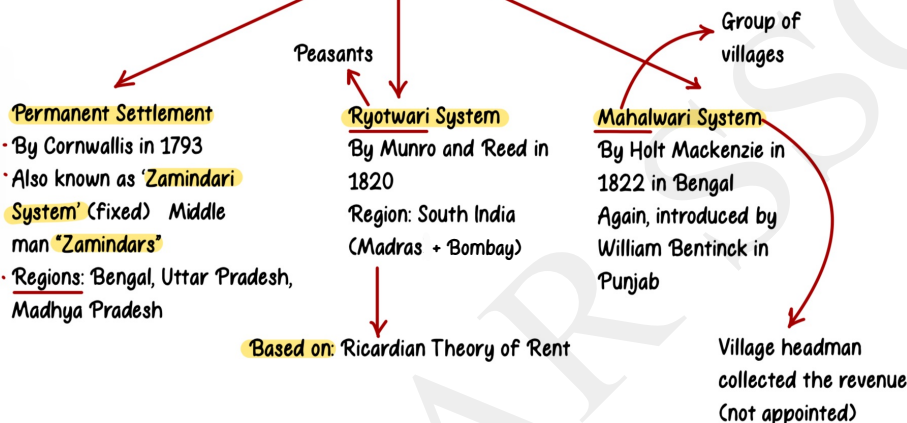 Group of
villages
Peasants
Permanent Settlement
By Cornwallis in 1793
Also known as ‘Zamindari
System’ (fixed) Middle
man “Zamindars”
Regions: Bengal, Uttar Pradesh,
Madhya Pradesh
Ryotwari System
By Munro and Reed in
1820
Region: South India
(Madras + Bombay)
Based on: Ricardian Theory of Rent
Mahalwari System
By Holt Mackenzie in
1822 in Bengal
Again, introduced by
William Bentinck in
Punjab
Village headman
collected the revenue
(not appointed)